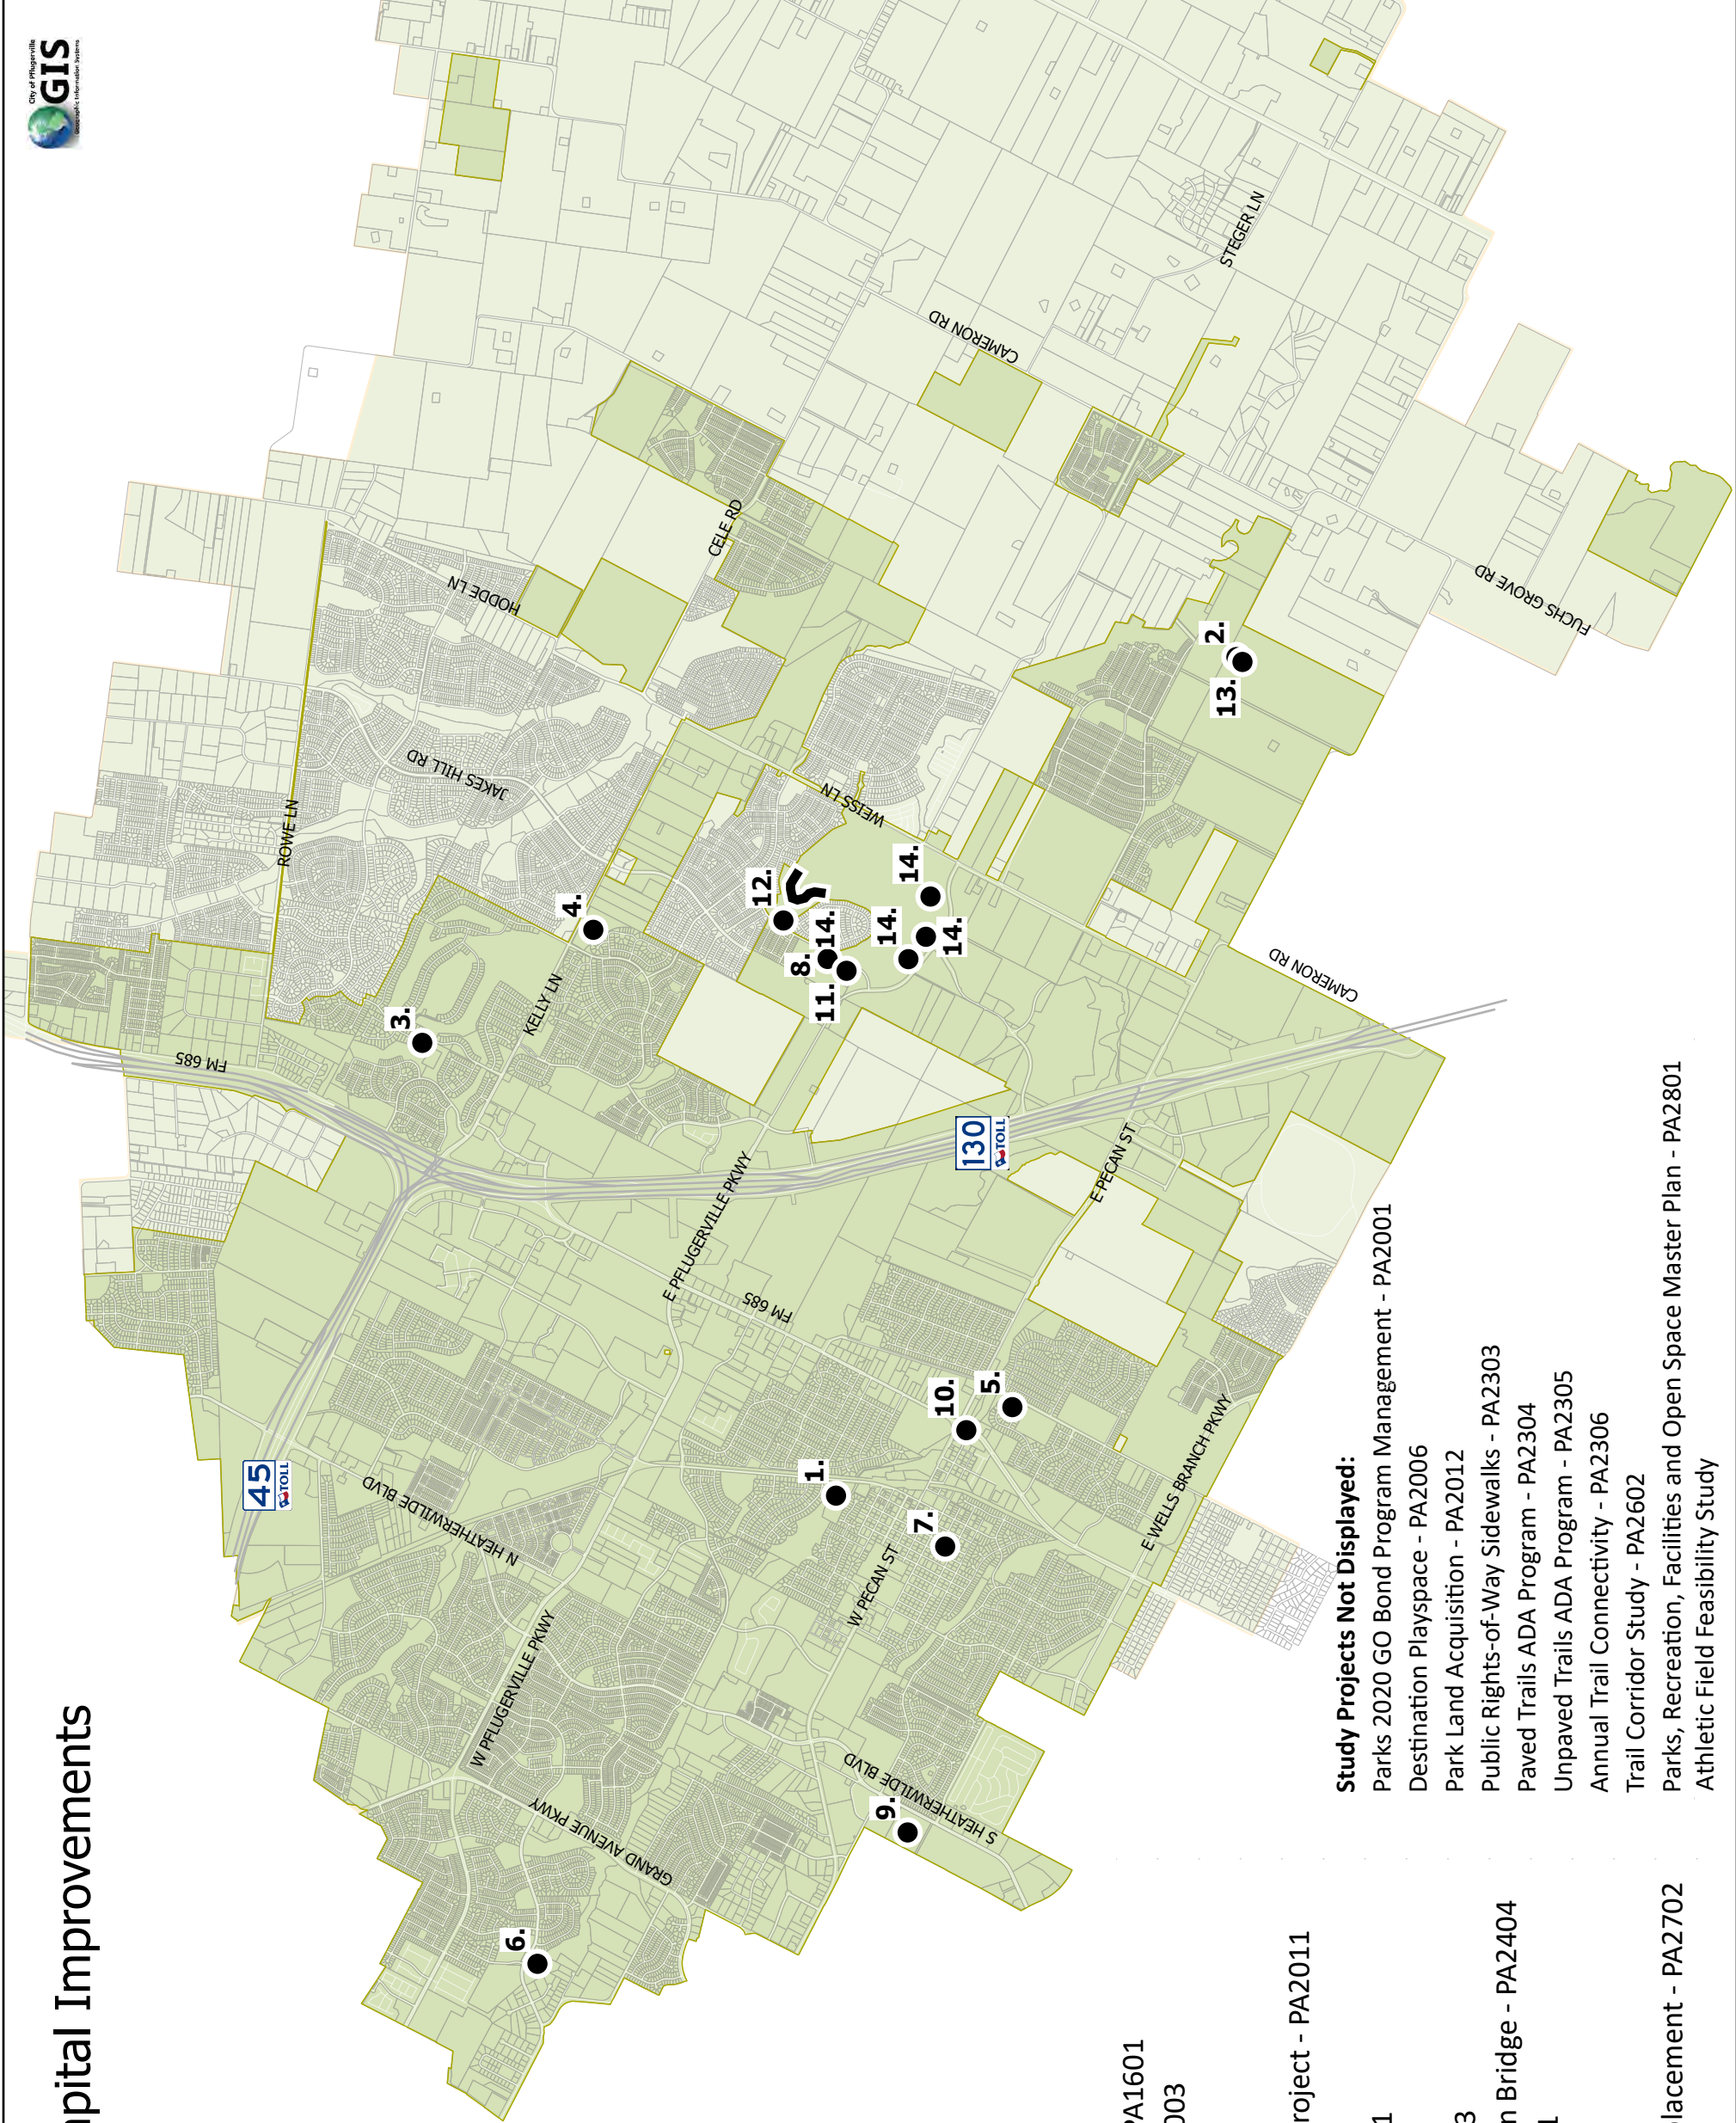 apital Improvements
City of Pflugerville
GIS
Geographic Information Systems
FM 685
ROWE LN
HODDE LN
JAKES HILL RD
CELE RD
CAMERON RD
STEGER LN
3.
4.
KELLY LN
45
TOLL
N HEATHERWILDE BLVD
W PFLUGERVILLE PKWY
E PFLUGERVILLE PKWY
FM 685
WEISS LN
12.
14.
8.
11.
14.
14.
14.
2.
13.
FUCHS GROVE RD
CAMERON RD
130
TOLL
E PECAN ST
6.
GRAND AVENUE PKWY
1.
7.
10.
5.
W PECAN ST
9.
S HEATHERWILDE BLVD
E WELLS BRANCH PKWY
PA1601
003
roject - PA2011
1
3
n Bridge - PA2404
1
lacement - PA2702
Study Projects Not Displayed:
Parks 2020 GO Bond Program Management - PA2001
Destination Playspace - PA2006
Park Land Acquisition - PA2012
Public Rights-of-Way Sidewalks - PA2303
Paved Trails ADA Program - PA2304
Unpaved Trails ADA Program - PA2305
Annual Trail Connectivity - PA2306
Trail Corridor Study - PA2602
Parks, Recreation, Facilities and Open Space Master Plan - PA2801
Athletic Field Feasibility Study